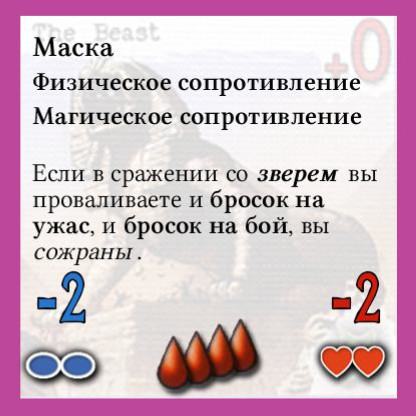 The Beast
+0
Маска
Физическое сопротивление
Магическое сопротивление
Если в сражении со зверем вы
проваливаете и бросок на
ужас, и бросок на бой, вы
сожраны .
-2
-2